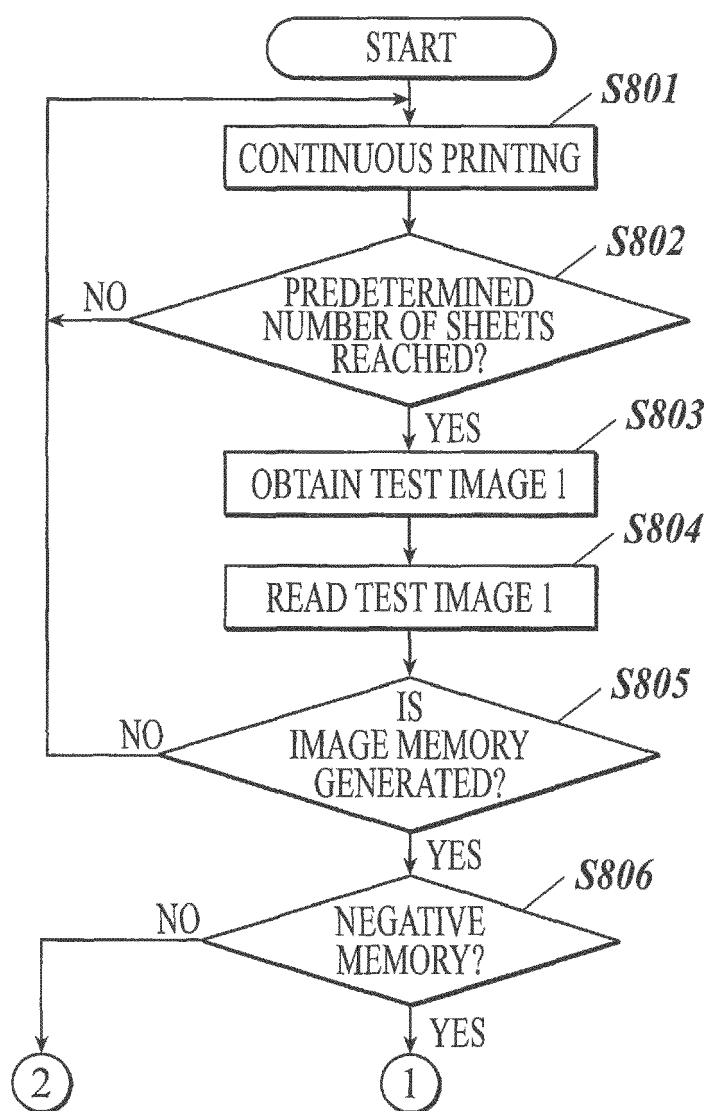 START
S801
CONTINUOUS PRINTING
S802
NO
PREDETERMINED
NUMBER OF SHEETS
REACHED?
YES
S803
OBTAIN TEST IMAGE 1
S804
READ TEST IMAGE 1
S805
NO
IS
IMAGE MEMORY
GENERATED?
YES
S806
NO
NEGATIVE
MEMORY?
YES
2
1